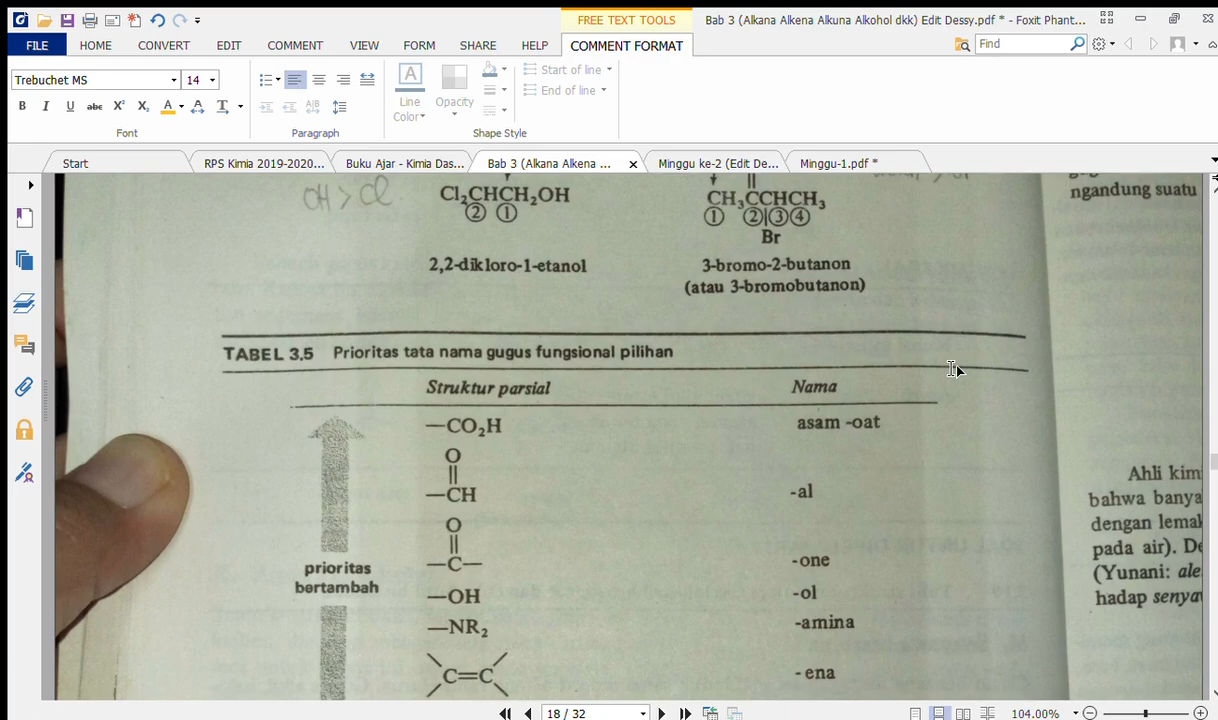 FREE TEXT TOOLS
Bab 3 (Alkana Alkena Alkuna Alkohol dkk) Edit Dessy.pdf * - Foxit Phant...
FILE HOME CONVERT EDIT COMMENT VIEW FORM SHARE HELP COMMENT FORMAT
Find
Trebuchet MS 14
Line Color
Opacity
Start of line
End of line
Font Paragraph Shape Style
Start RPS Kimia 2019-2020... Buku Ajar - Kimia Das... Bab 3 (Alkana Alkena ... Minggu ke-2 (Edit De... Minggu-1.pdf *
OH > Cl
Cl₂CHCH₂OH
② ①
2,2-dikloro-1-etanol
CH₃CCHCH₃
① ② ③ ④
Br
3-bromo-2-butanon
(atau 3-bromobutanon)
ngandung suatu
TABEL 3.5 Prioritas tata nama gugus fungsional pilihan
Struktur parsial Nama
—CO₂H asam -oat
O
—CH -al
O
—C— -one
—OH -ol
—NR₂ -amina
C=C - ena
prioritas
bertambah
Ahli kim
bahwa banya
dengan lemal
pada air). De
(Yunani: ale
hadap senya
18 / 32
104.00%